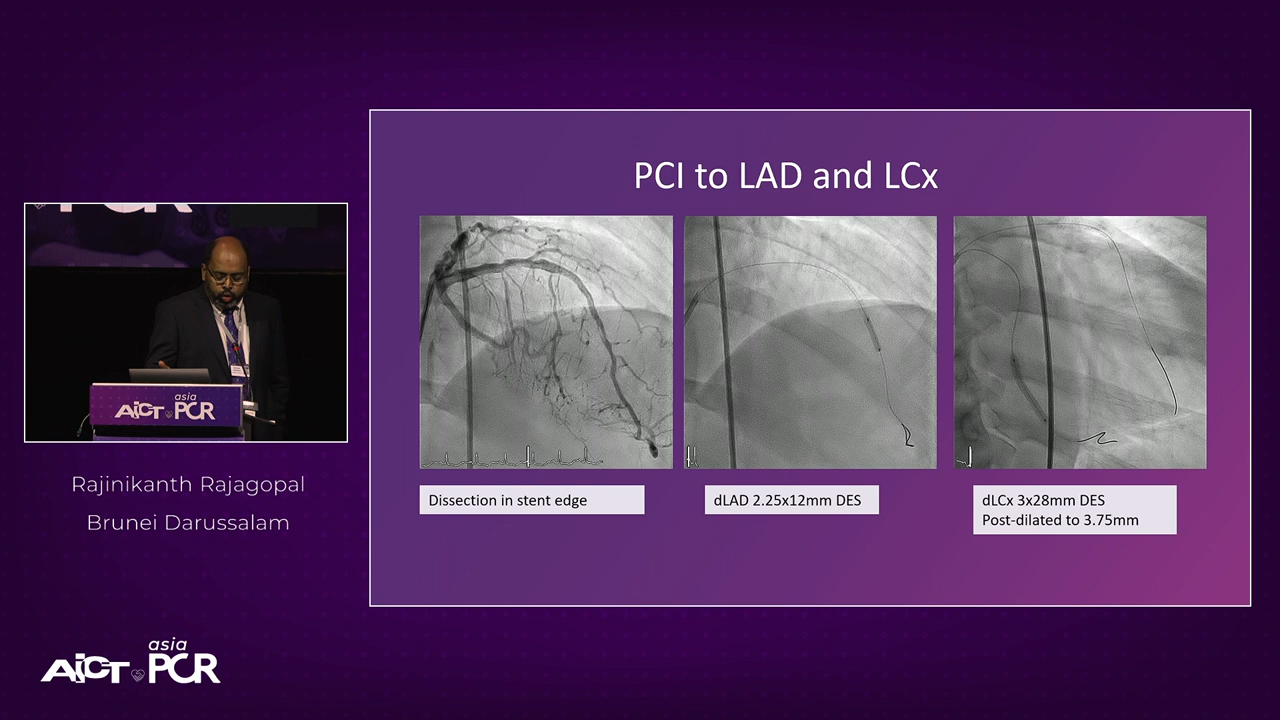 PCI to LAD and LCx
Dissection in stent edge
dLAD 2.25x12mm DES
dLCx 3x28mm DES
Post-dilated to 3.75mm
PCR
asia
AICT PCR
Rajinikanth Rajagopal
Brunei Darussalam
asia
AICT PCR